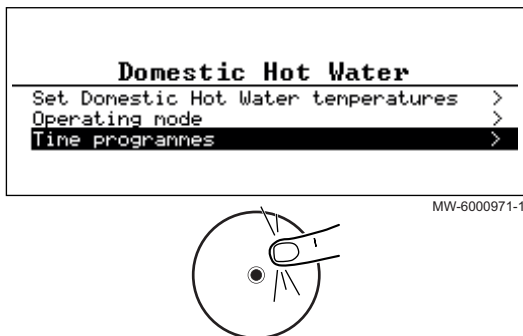 Domestic Hot Water
Set Domestic Hot Water temperatures >
Operating mode >
Time programmes >
MW-6000971-1